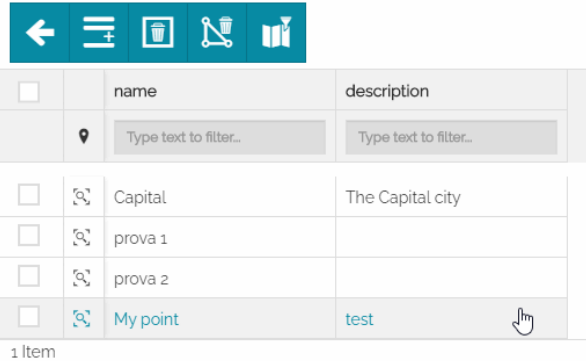 name description
Type text to filter... Type text to filter...
Capital The Capital city
prova 1
prova 2
My point test
1 Item